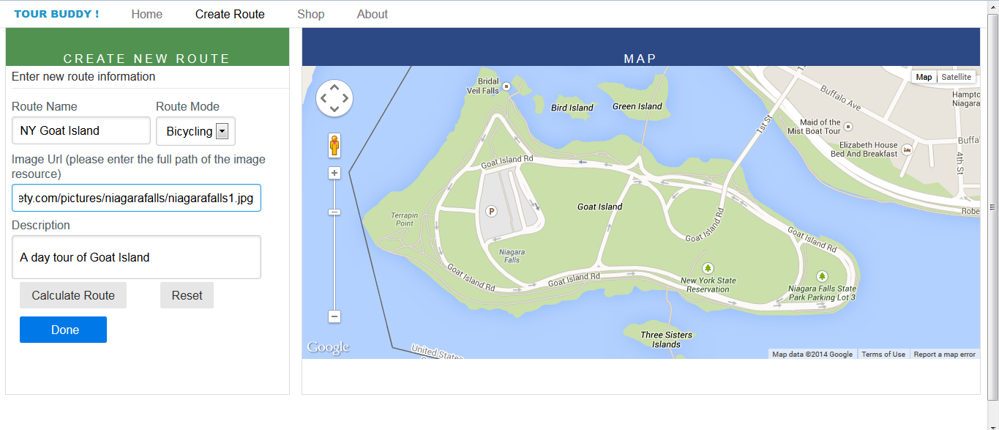 TOUR BUDDY ! Home Create Route Shop About
CREATE NEW ROUTE
Enter new route information
Route Name Route Mode
NY Goat Island Bicycling
Image Url (please enter the full path of the image
resource)
ety.com/pictures/niagarafalls/niagarafalls1.jpg
Description
A day tour of Goat Island
Calculate Route Reset
Done
MAP
Map Satellite
Bridal
Veil Falls
Bird Island
Green Island
1st St
Buffalo Ave
Hampto
Niagara
Maid of the
Mist Boat Tour
Elizabeth House
Bed And Breakfast
Buffa
4th St
Robe
Goat Island Rd
P
Goat Island
Terrapin
Point
Niagara
Falls
Goat Island Rd
Goat Island Rd
Goat Island Rd
Goat Island Rd
New York State
Reservation
Niagara Falls State
Park Parking Lot 3
Three Sisters
Islands
United States
Google
Map data ©2014 Google Terms of Use Report a map error